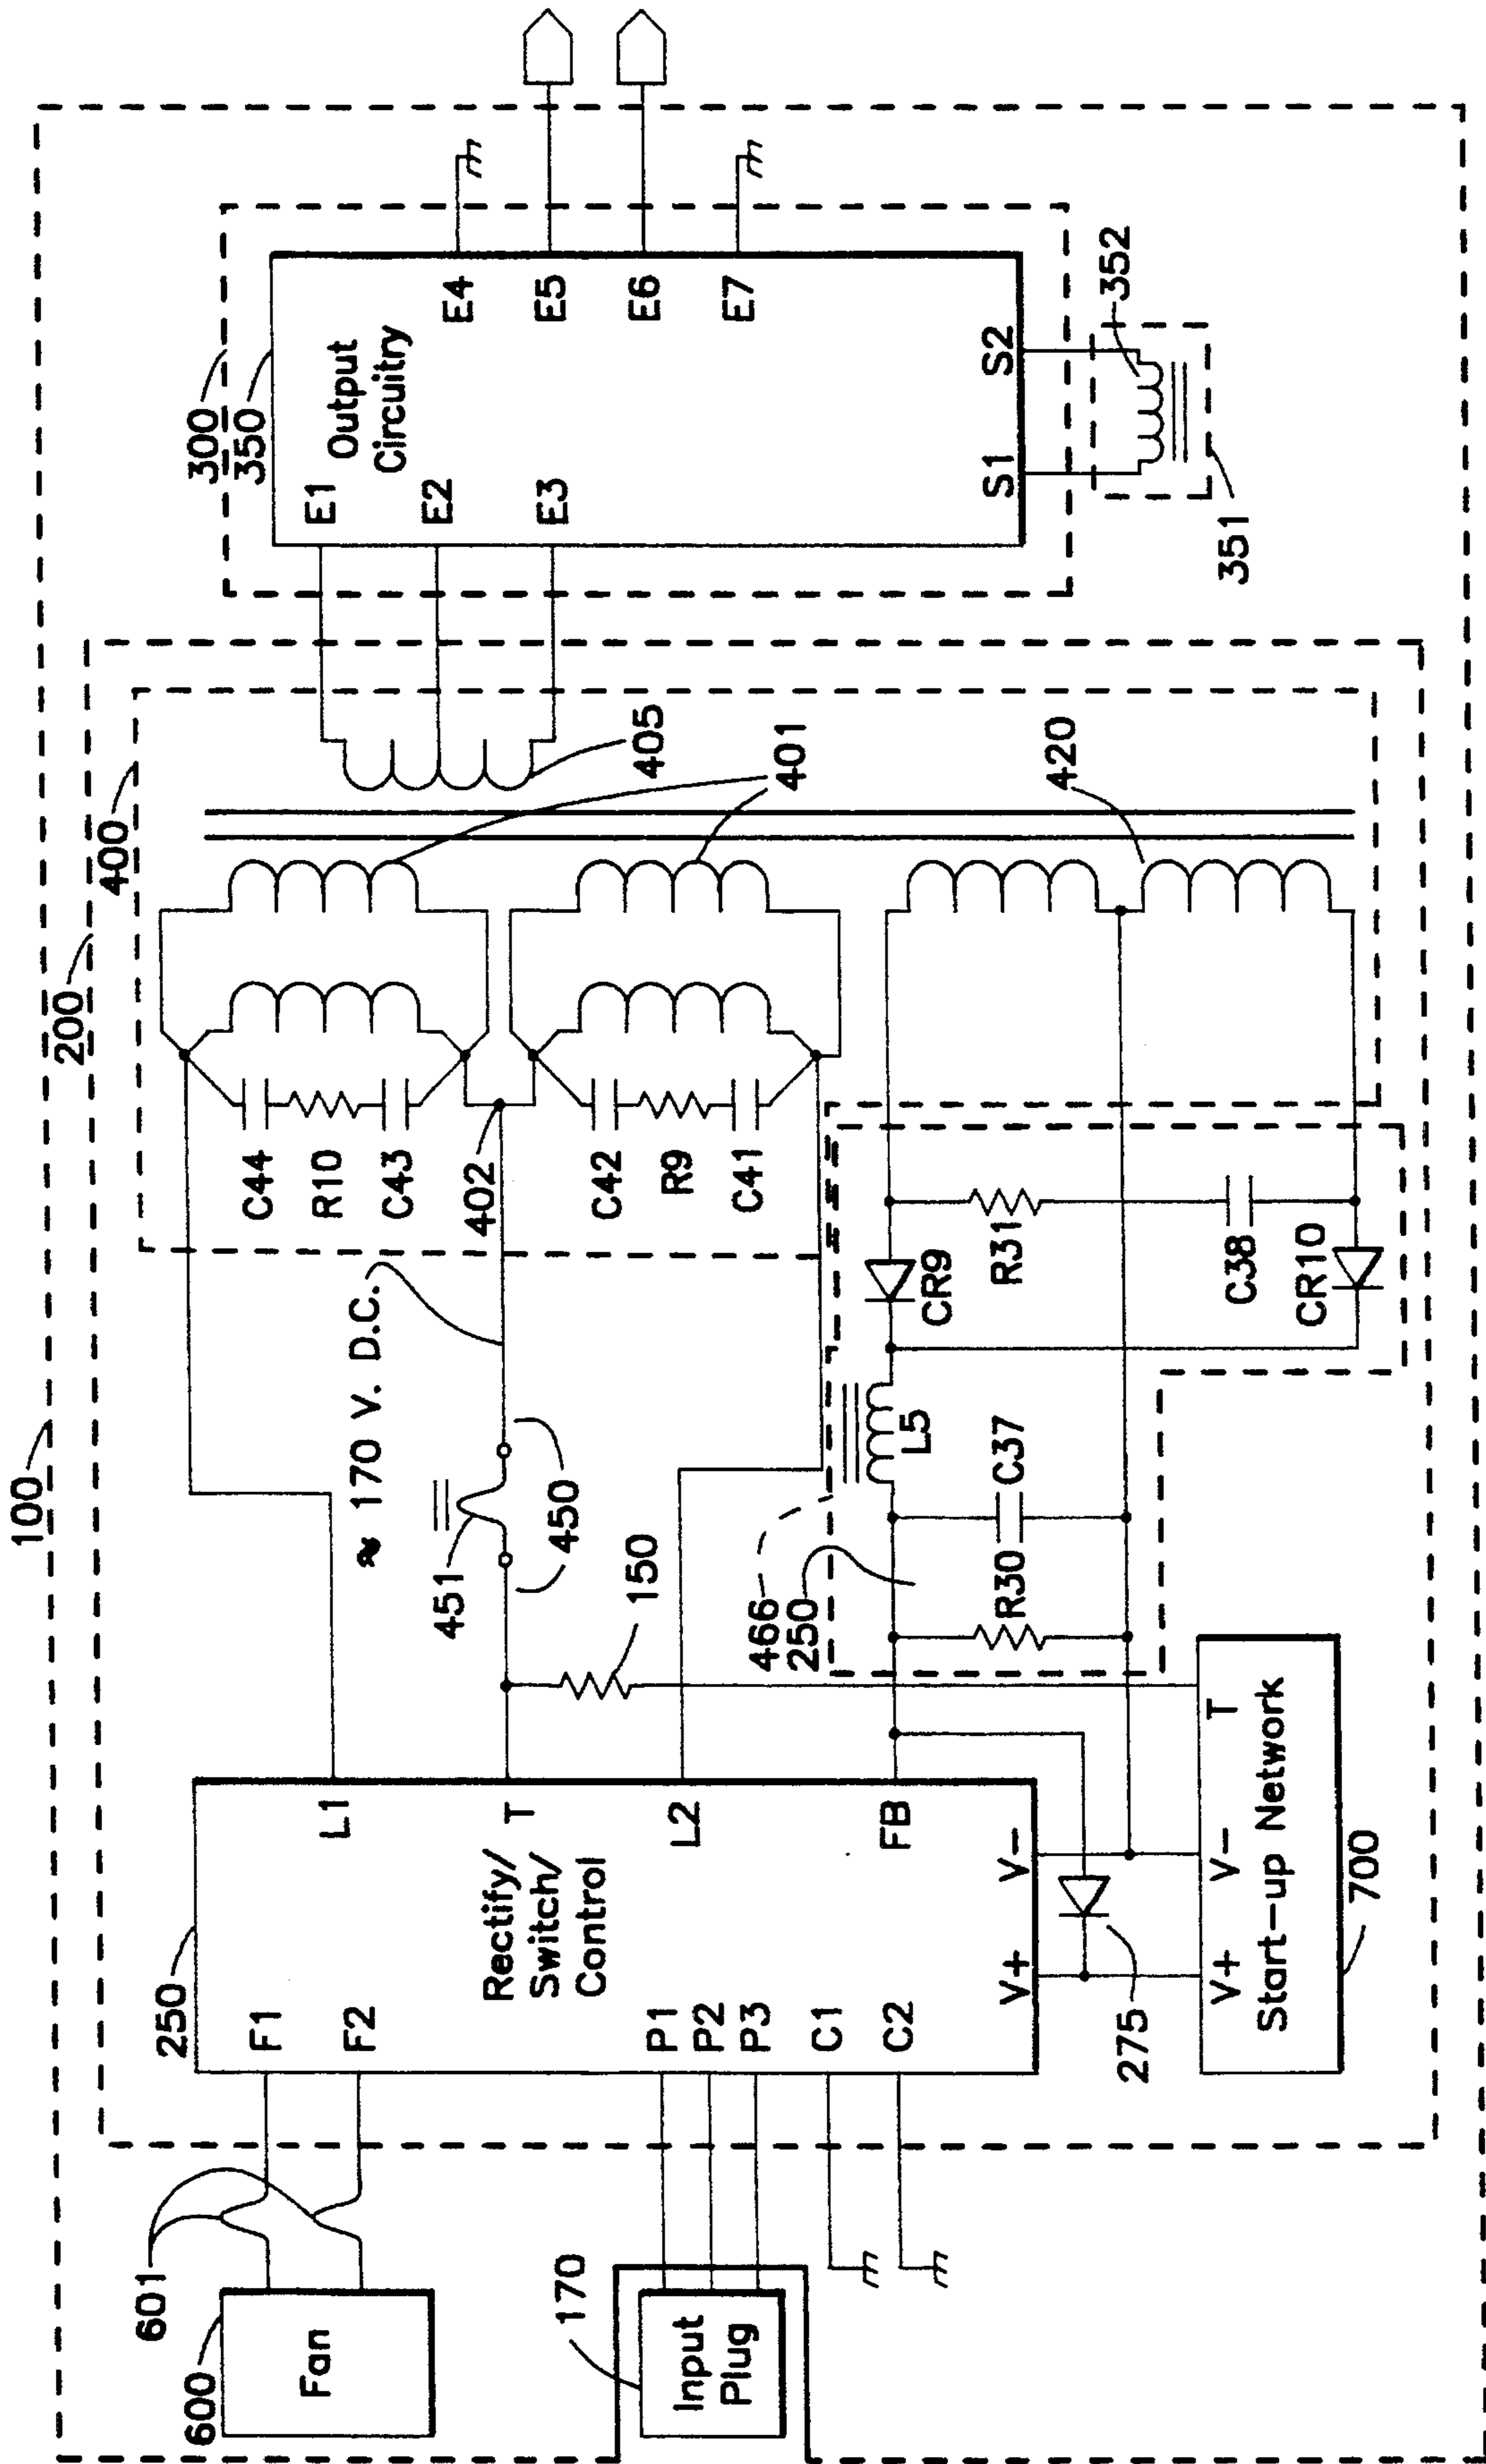 100
200
400
300
350
Output
Circuitry
E1
E2
E3
E4
E5
E6
E7
S1
S2
352
351
405
401
420
C44
R10
C43
402
C42
R9
C41
≈ 170 V. D.C.
451
450
150
466
250
L5
CR9
R31
C38
CR10
C37
R30
250
F1
F2
P1
P2
P3
C1
C2
Rectify/
Switch/
Control
L1
T
L2
FB
V+
V-
275
V+
V-
T
Start-up Network
700
601
600
Fan
170
Input
Plug